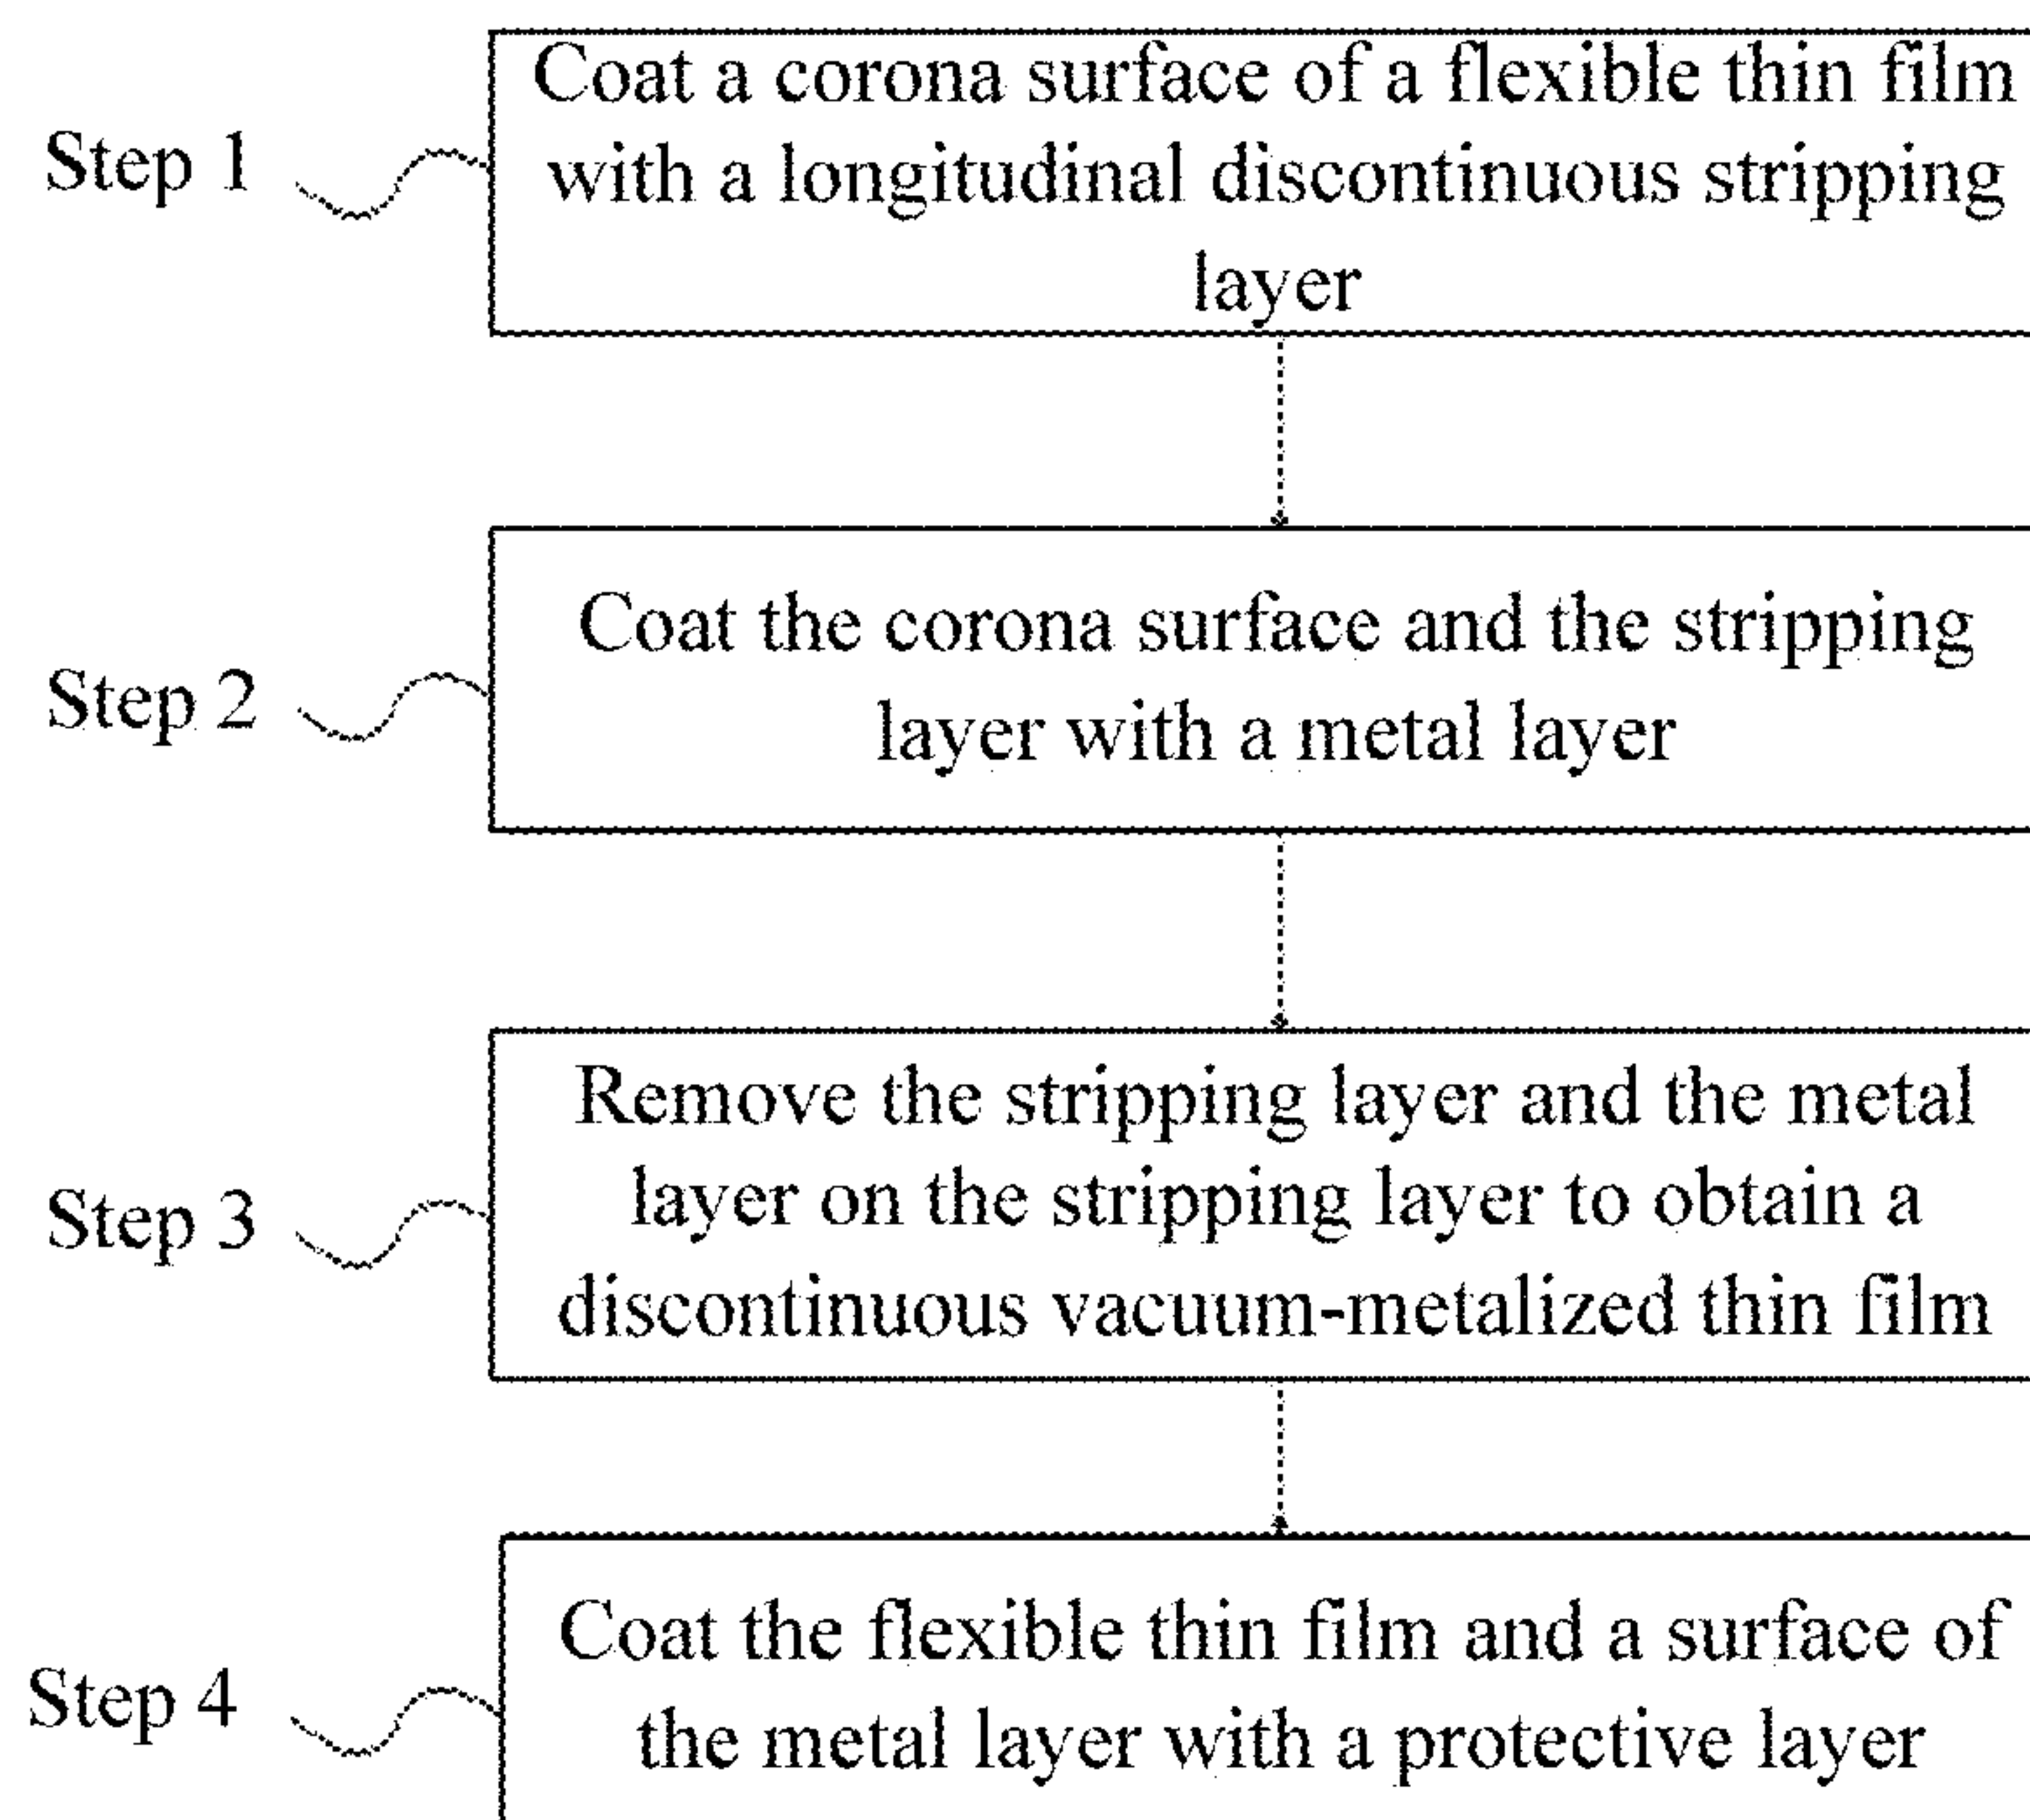 Step 1
Coat a corona surface of a flexible thin film
with a longitudinal discontinuous stripping
layer
Step 2
Coat the corona surface and the stripping
layer with a metal layer
Step 3
Remove the stripping layer and the metal
layer on the stripping layer to obtain a
discontinuous vacuum-metalized thin film
Step 4
Coat the flexible thin film and a surface of
the metal layer with a protective layer